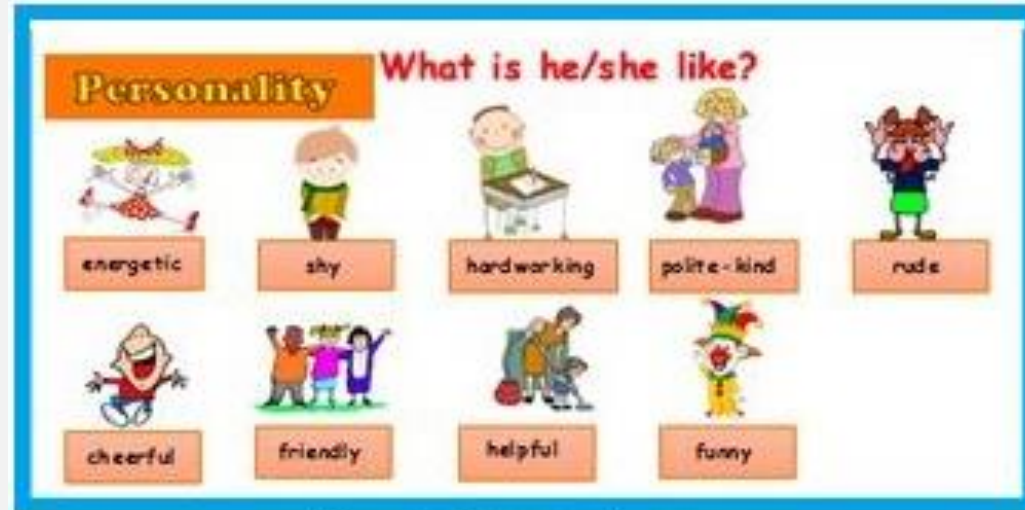 Personality
What is he/she like?
energetic
shy
hardworking
polite-kind
rude
cheerful
friendly
helpful
funny